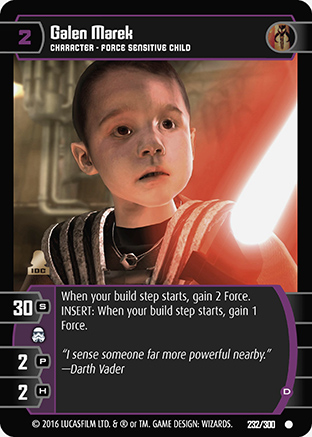 2
Galen Marek
CHARACTER - FORCE SENSITIVE CHILD
IDC
30 S
When your build step starts, gain 2 Force.
INSERT: When your build step starts, gain 1
Force.
2 P
"I sense someone far more powerful nearby."
—Darth Vader
2 H
D
© 2016 LUCASFILM LTD. & ® or TM. GAME DESIGN: WIZARDS.
232/300